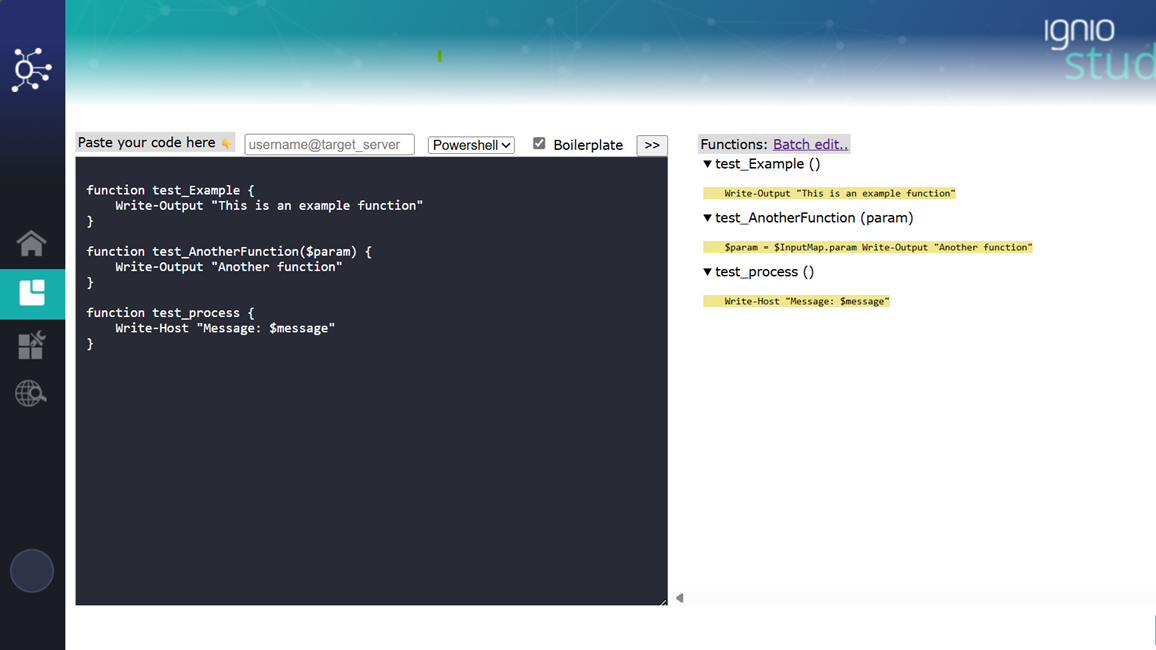 ignio
stud
Paste your code here 👇 username@target_server Powershell Boilerplate >>
function test_Example {
    Write-Output "This is an example function"
}
function test_AnotherFunction($param) {
    Write-Output "Another function"
}
function test_process {
    Write-Host "Message: $message"
}
Functions: Batch edit..
▼ test_Example ()
Write-Output "This is an example function"
▼ test_AnotherFunction (param)
$param = $InputMap.param Write-Output "Another function"
▼ test_process ()
Write-Host "Message: $message"